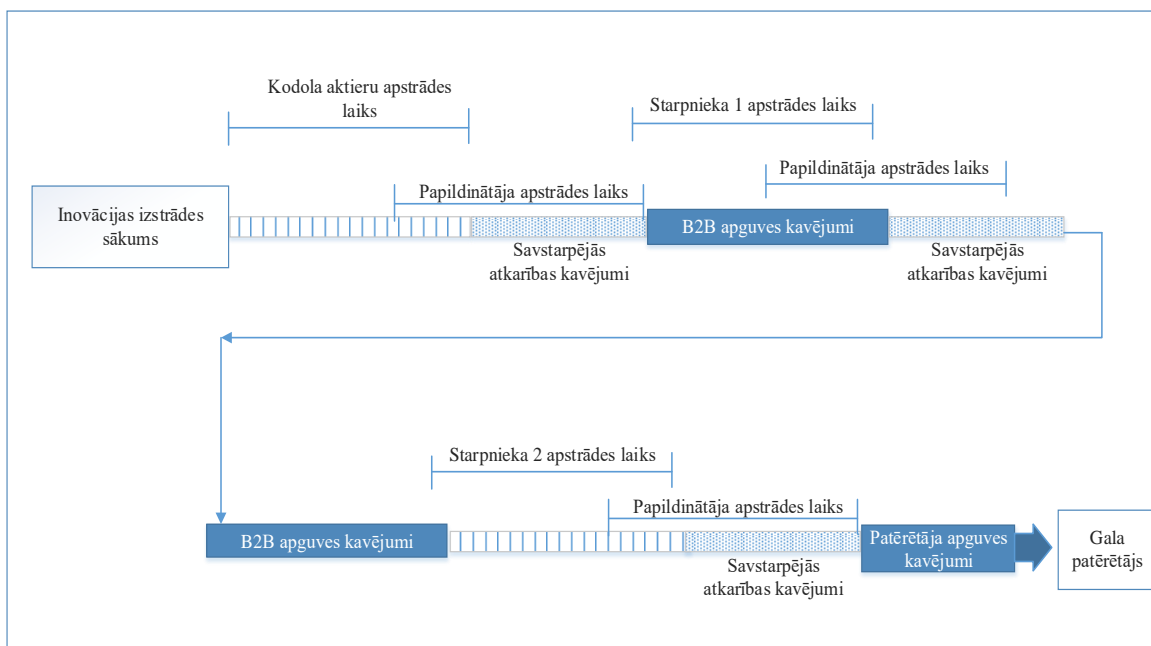 Kodola aktieru apstrādes
laiks
Starpnieka 1 apstrādes laiks
Papildinātāja apstrādes laiks
Papildinātāja apstrādes laiks
Inovācijas izstrādes
sākums
B2B apguves kavējumi
Savstarpējās
atkarības kavējumi
Savstarpējās
atkarības kavējumi
Starpnieka 2 apstrādes laiks
Papildinātāja apstrādes laiks
B2B apguves kavējumi
Patērētāja apguves
kavējumi
Gala
patērētājs
Savstarpējās
atkarības kavējumi